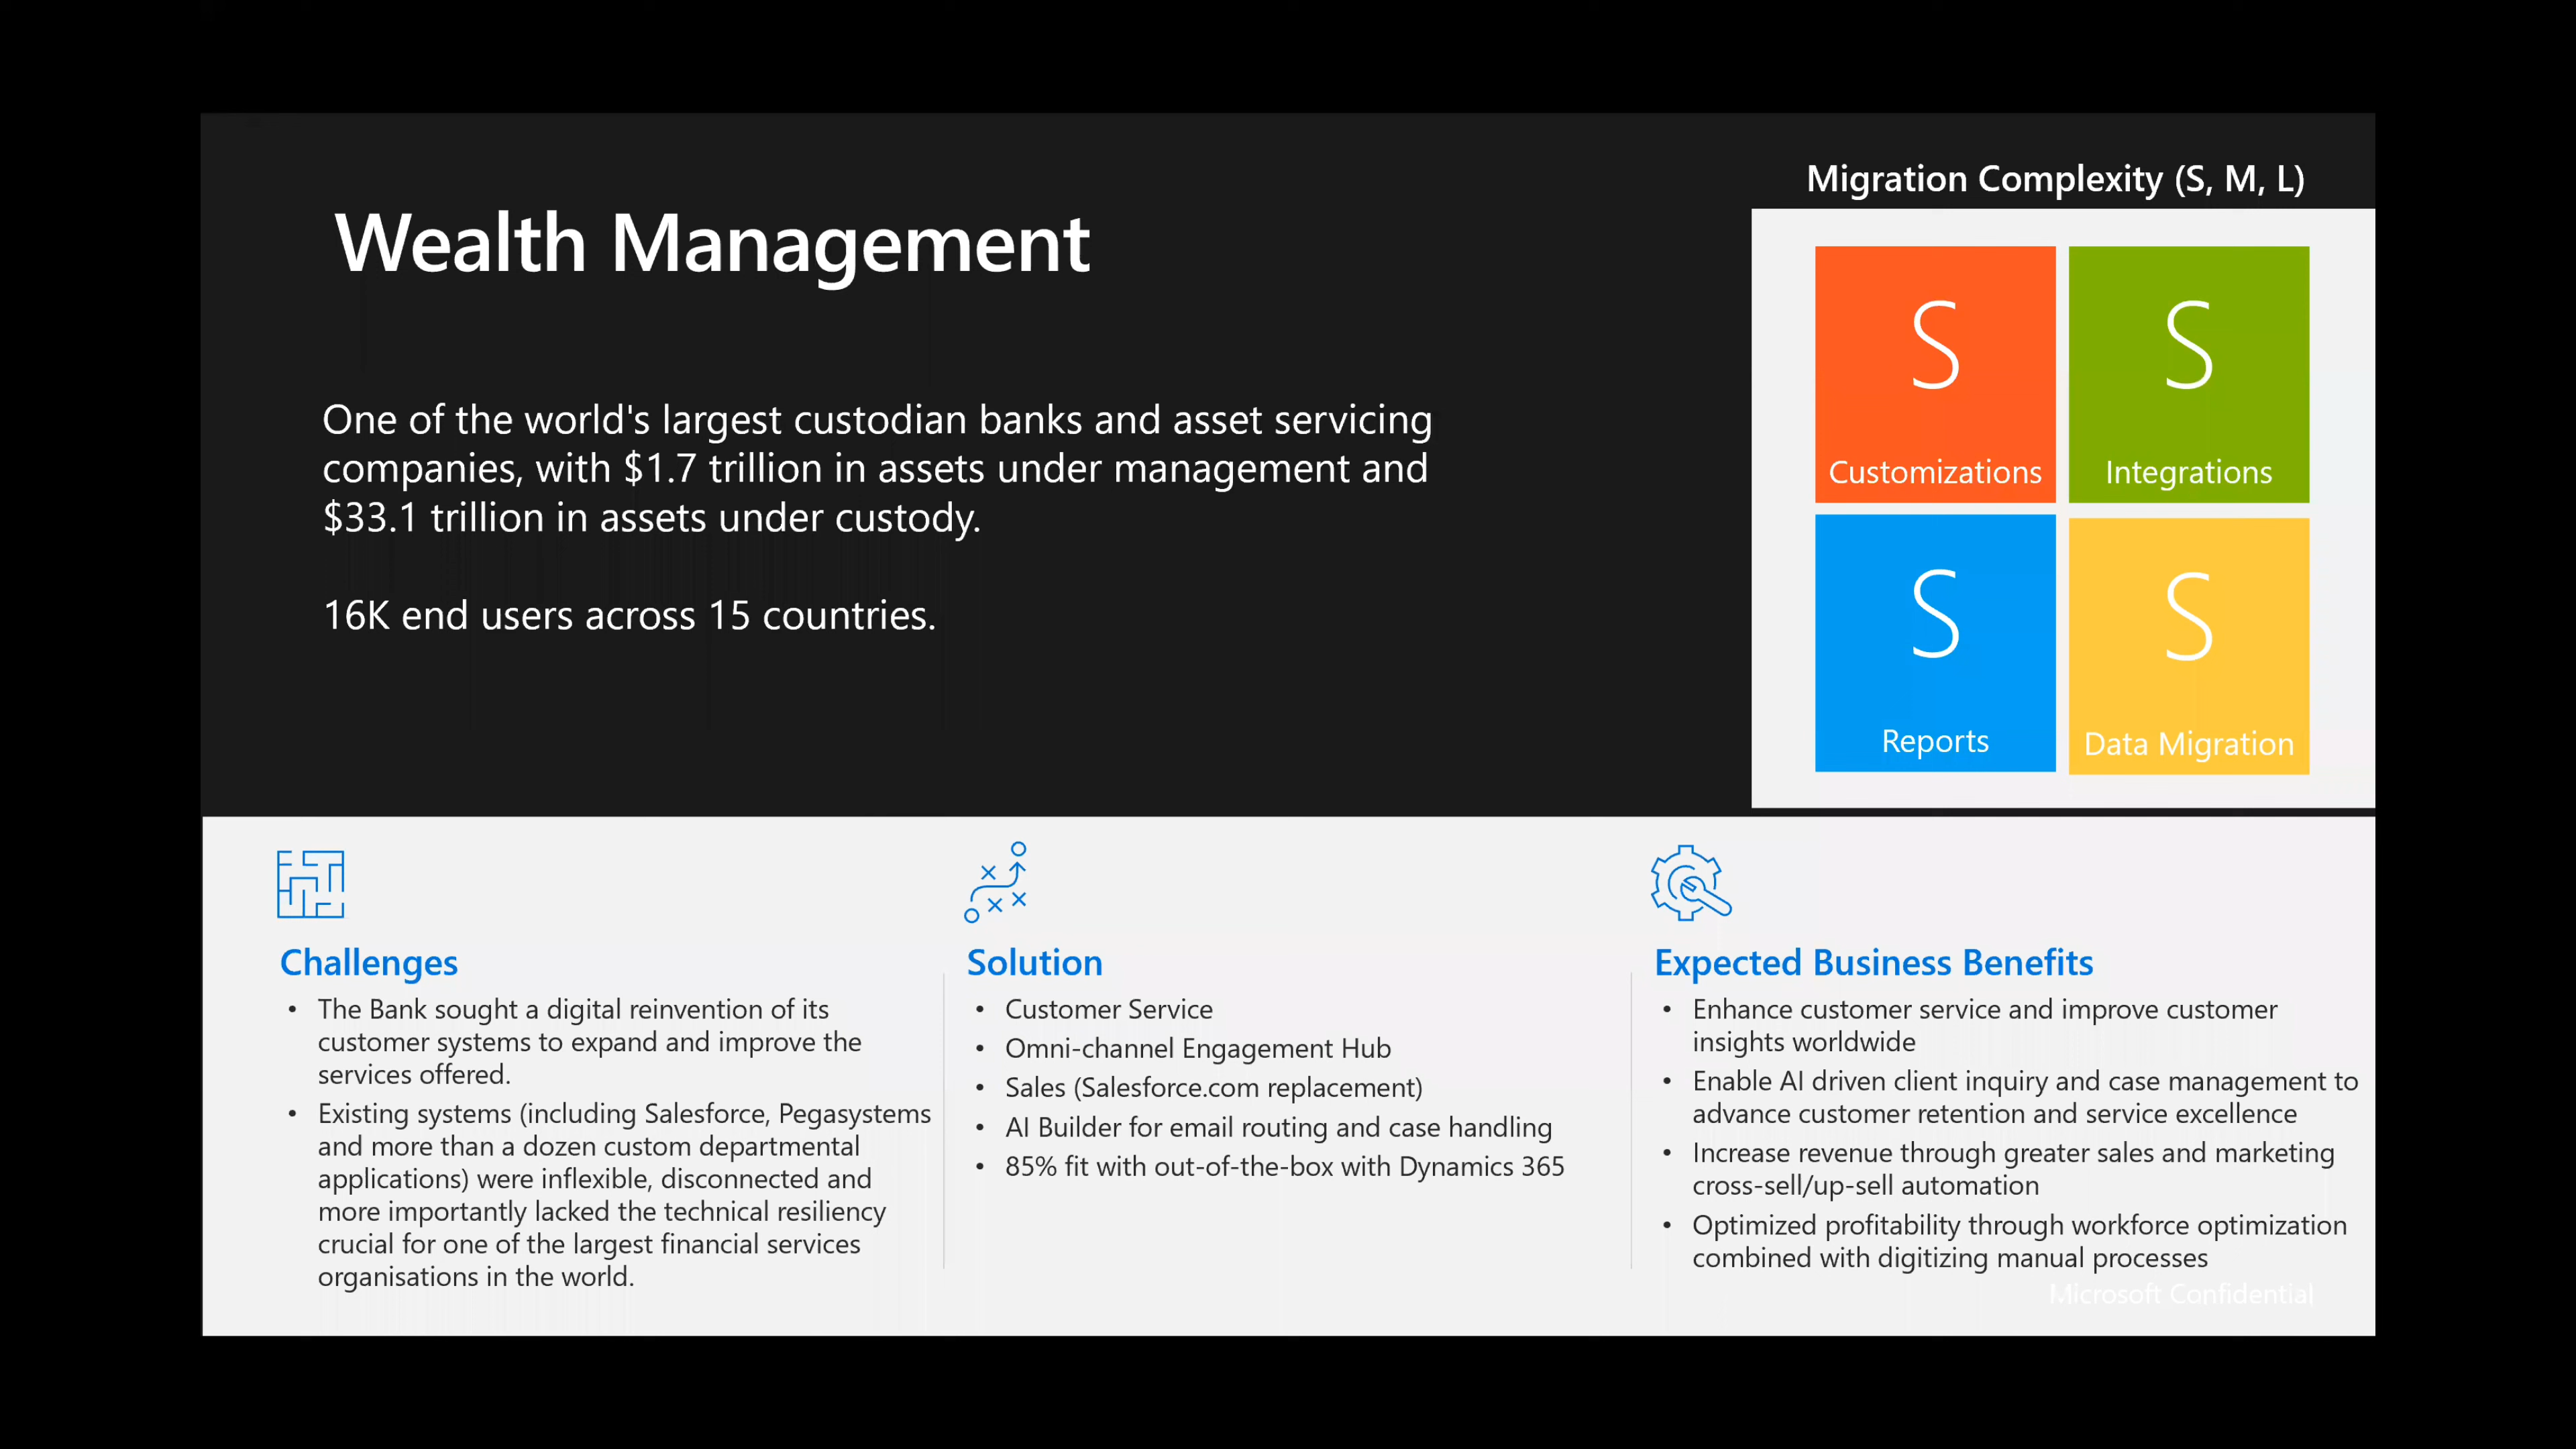 Migration Complexity (S, M, L)
Wealth Management
S
Customizations
S
Integrations
One of the world's largest custodian banks and asset servicing
companies, with $1.7 trillion in assets under management and
$33.1 trillion in assets under custody.
16K end users across 15 countries.
S
Reports
S
Data Migration
Challenges
• The Bank sought a digital reinvention of its
customer systems to expand and improve the
services offered.
• Existing systems (including Salesforce, Pegasystems
and more than a dozen custom departmental
applications) were inflexible, disconnected and
more importantly lacked the technical resiliency
crucial for one of the largest financial services
organisations in the world.
Solution
• Customer Service
• Omni-channel Engagement Hub
• Sales (Salesforce.com replacement)
• AI Builder for email routing and case handling
• 85% fit with out-of-the-box with Dynamics 365
Expected Business Benefits
• Enhance customer service and improve customer
insights worldwide
• Enable AI driven client inquiry and case management to
advance customer retention and service excellence
• Increase revenue through greater sales and marketing
cross-sell/up-sell automation
• Optimized profitability through workforce optimization
combined with digitizing manual processes
Microsoft Confidential